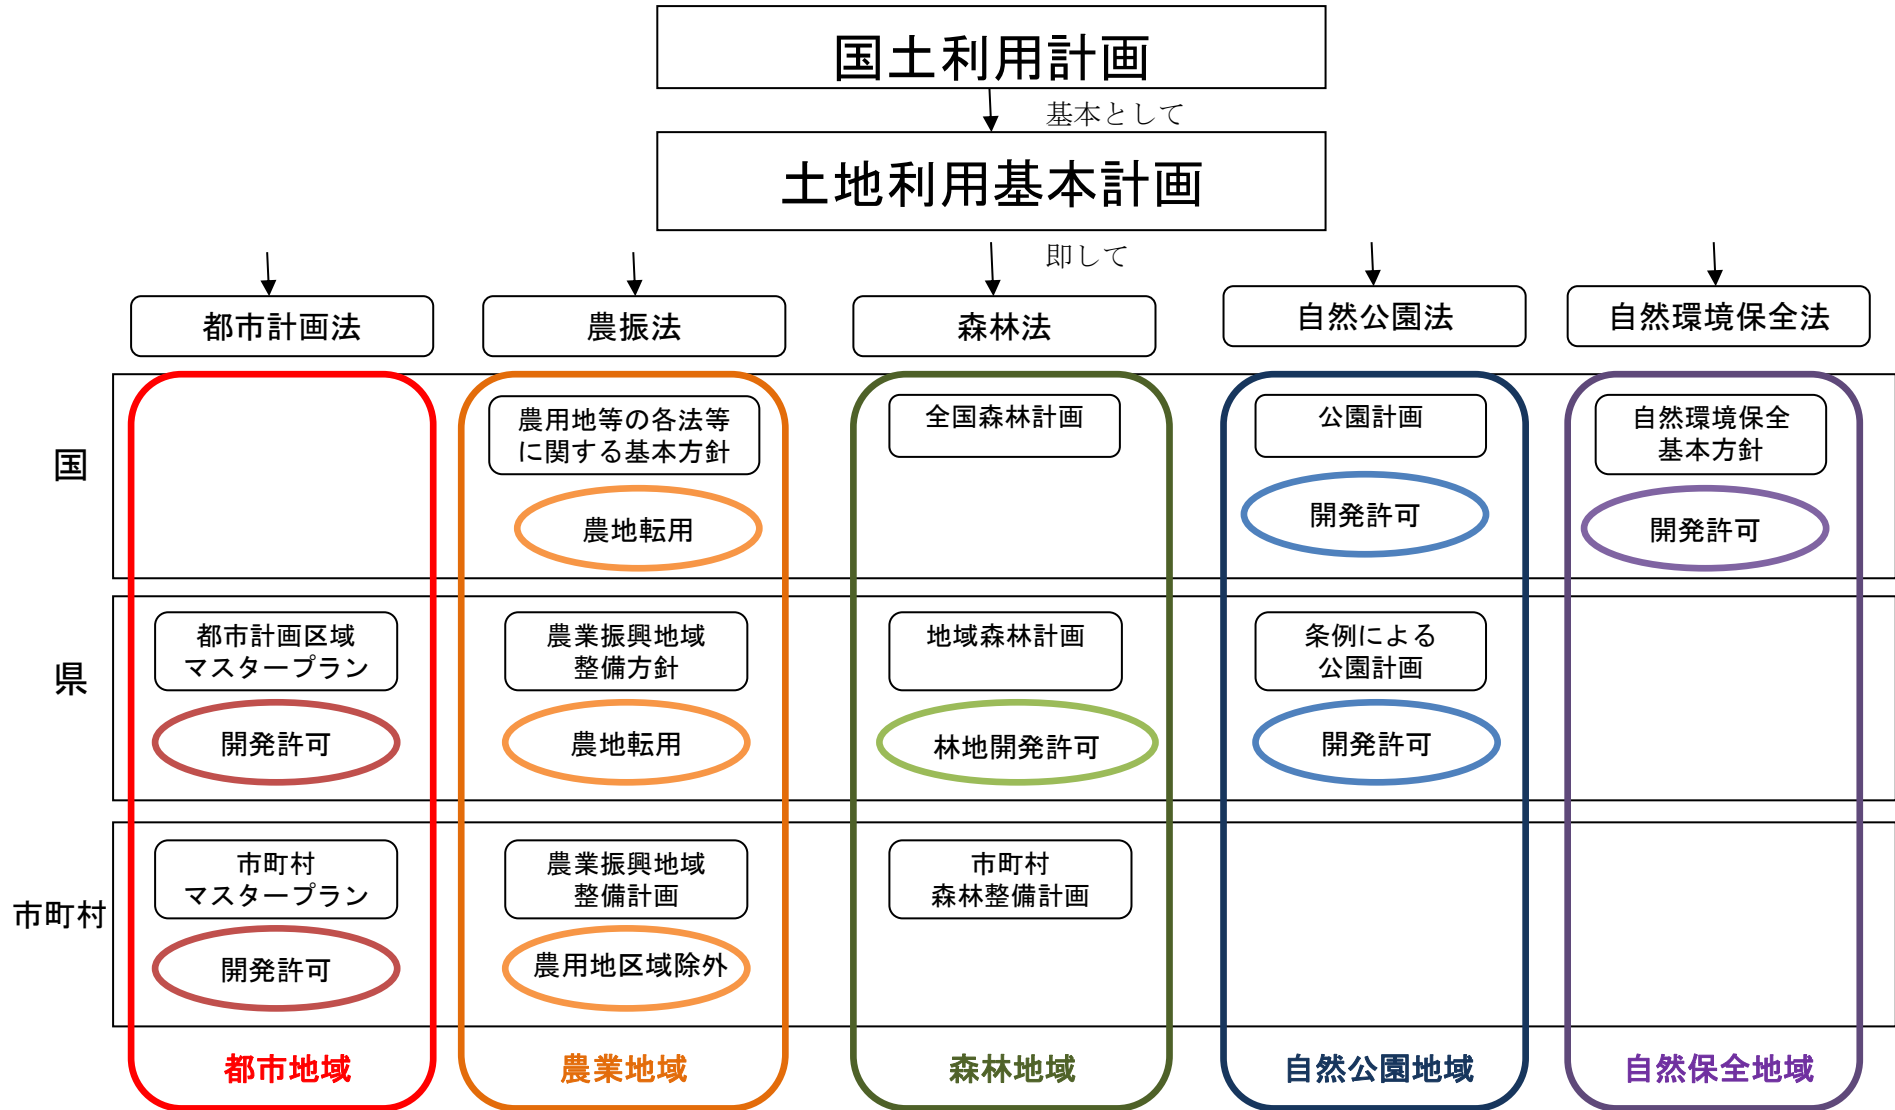 国土利用計画
基本として
土地利用基本計画
即して
都市計画法
農振法
森林法
自然公園法
自然環境保全法
国
農用地等の各法等
に関する基本方針
全国森林計画
公園計画
自然環境保全
基本方針
農地転用
開発許可
開発許可
県
都市計画区域
マスタープラン
農業振興地域
整備方針
地域森林計画
条例による
公園計画
開発許可
農地転用
林地開発許可
開発許可
市町村
市町村
マスタープラン
農業振興地域
整備計画
市町村
森林整備計画
開発許可
農用地区域除外
都市地域
農業地域
森林地域
自然公園地域
自然保全地域